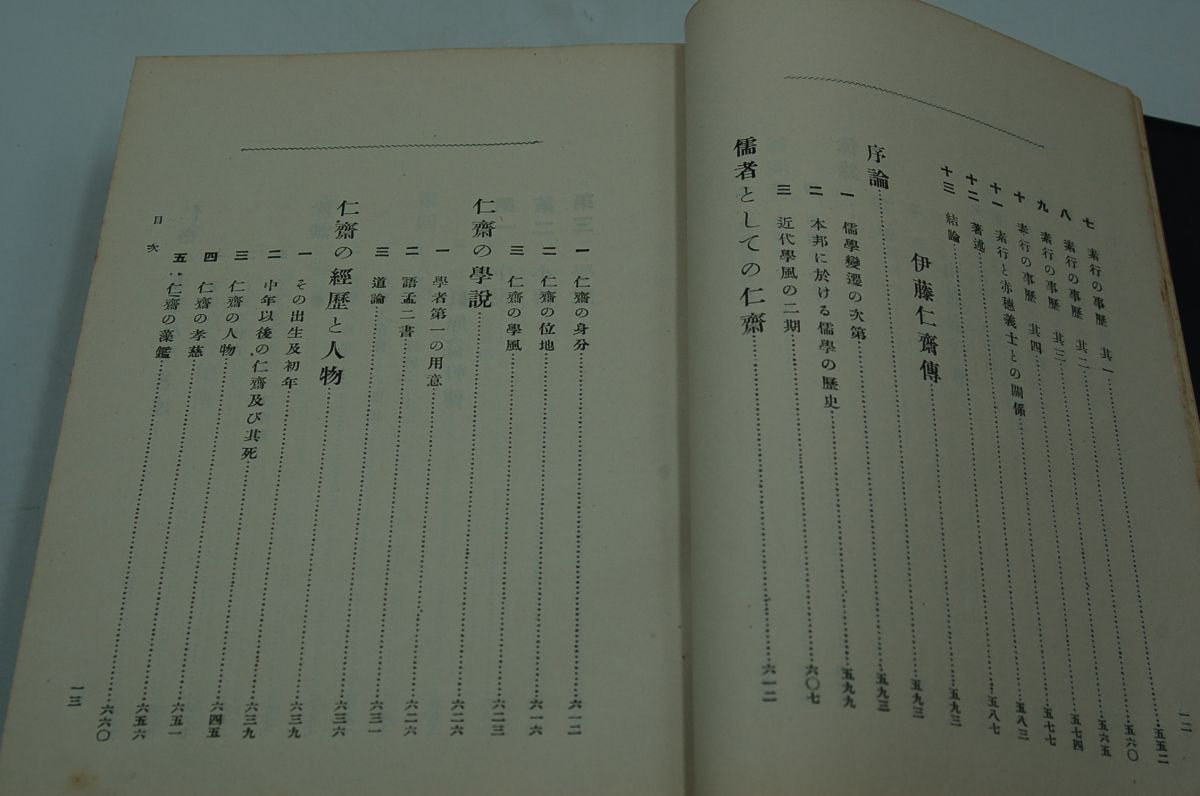 七 素行の事歷 其一 五五二
八 素行の事歷 其二 五六〇
九 素行の事歷 其三 五六五
十 素行の事歷 其四 五七四
十一 素行と赤穗義士との關係 五七七
十二 著述 五八三
十三 結論 五八七
伊藤仁齋傳 五九三
序論 五九三
一 儒學變遷の次第 五九三
二 本邦に於ける儒學の歷史 五九九
三 近代學風の二期 六〇七
儒者としての仁齋 六一二
一二
一 仁齋の身分 六一二
二 仁齋の位地 六一六
三 仁齋の學風 六二三
仁齋の學說 六二六
一 學者第一の用意 六二六
二 語孟二書 六三一
三 道論 六三六
仁齋の經歷と人物 六三九
一 その出生及初年 六三九
二 中年以後の仁齋及び其死 六四五
三 仁齋の人物 六五一
四 仁齋の孝慈 六五六
五 仁齋の藻鑑 六六〇
目次
一三